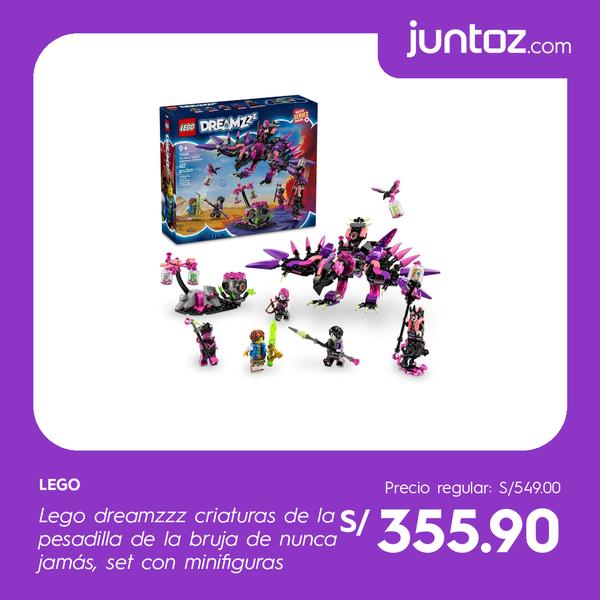 juntoz.com
LEGO DREAMZzz
9+
LEGO
Precio regular: S/549.00
Lego dreamzzz criaturas de la
pesadilla de la bruja de nunca
jamás, set con minifiguras
S/ 355.90